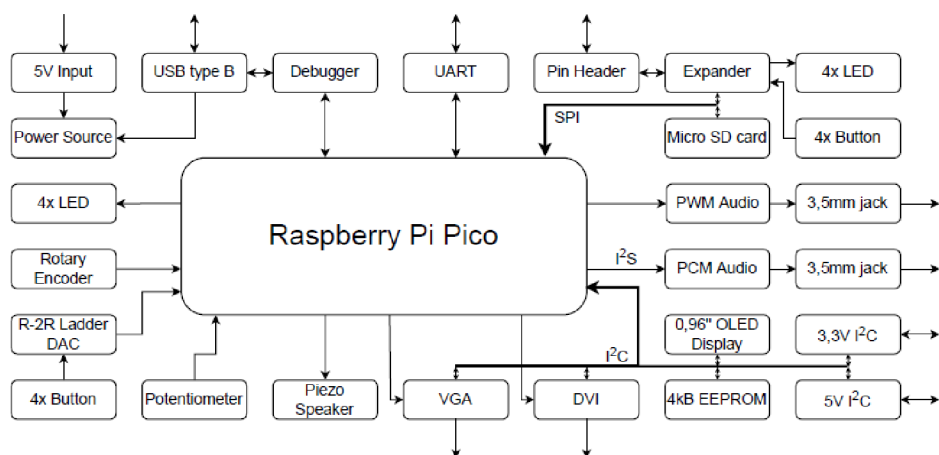 5V Input
USB type B
Debugger
UART
Pin Header
Expander
4x LED
Power Source
SPI
Micro SD card
4x Button
4x LED
Raspberry Pi Pico
PWM Audio
3,5mm jack
Rotary
Encoder
I²S
PCM Audio
3,5mm jack
R-2R Ladder
DAC
I²C
0,96" OLED
Display
3,3V I²C
4x Button
Potentiometer
Piezo
Speaker
VGA
DVI
4kB EEPROM
5V I²C